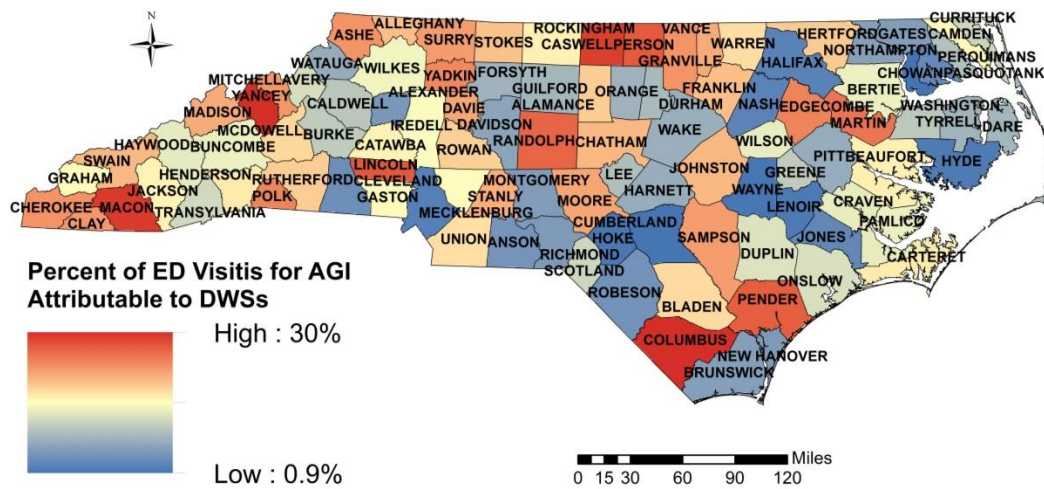 N
ALLEGHANY
ASHE
SURRY
STOKES
ROCKINGHAM
CASWELL
PERSON
VANCE
GRANVILLE
WARREN
HERTFORD
GATES
CURRITUCK
CAMDEN
NORTHAMPTON
PERQUIMANS
CHOWAN
PASQUOTANK
HALIFAX
WATAUGA
WILKES
YADKIN
FORSYTH
GUILFORD
ALAMANCE
ORANGE
DURHAM
FRANKLIN
NASH
EDGECOMBE
BERTIE
MARTIN
WASHINGTON
TYRRELL
DARE
MITCHELL
AVERY
YANCEY
CALDWELL
ALEXANDER
DAVIE
DAVIDSON
RANDOLPH
CHATHAM
WAKE
WILSON
MADISON
MCDOWELL
BURKE
IREDELL
CATAWBA
ROWAN
HAYWOOD
BUNCOMBE
SWAIN
GRAHAM
HENDERSON
RUTHERFORD
LINCOLN
CLEVELAND
GASTON
MONTGOMERY
STANLY
MECKLENBURG
MOORE
LEE
HARNETT
JOHNSTON
GREENE
PITT
BEAUFORT
HYDE
WAYNE
LENOIR
CRAVEN
PAMLICO
JACKSON
CHEROKEE
MACON
CLAY
TRANSYLVANIA
POLK
UNION
ANSON
RICHMOND
SCOTLAND
HOKE
CUMBERLAND
SAMPSON
DUPLIN
JONES
CARTERET
ONSLOW
ROBESON
BLADEN
PENDER
COLUMBUS
NEW HANOVER
BRUNSWICK
Percent of ED Visitis for AGI
Attributable to DWSs
High : 30%
Low : 0.9%
Miles
0 15 30 60 90 120